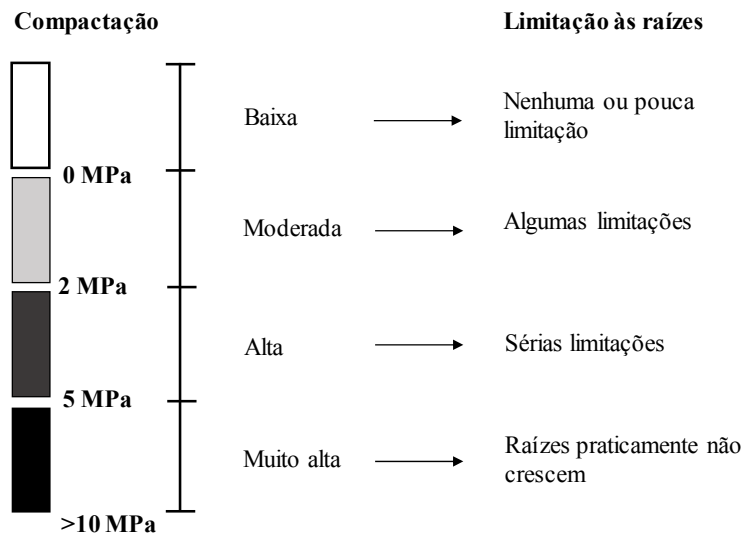 Compactação
Limitação às raízes
Baixa
Nenhuma ou pouca
limitação
0 MPa
Moderada
Algumas limitações
2 MPa
Alta
Sérias limitações
5 MPa
Muito alta
Raízes praticamente não
crescem
>10 MPa